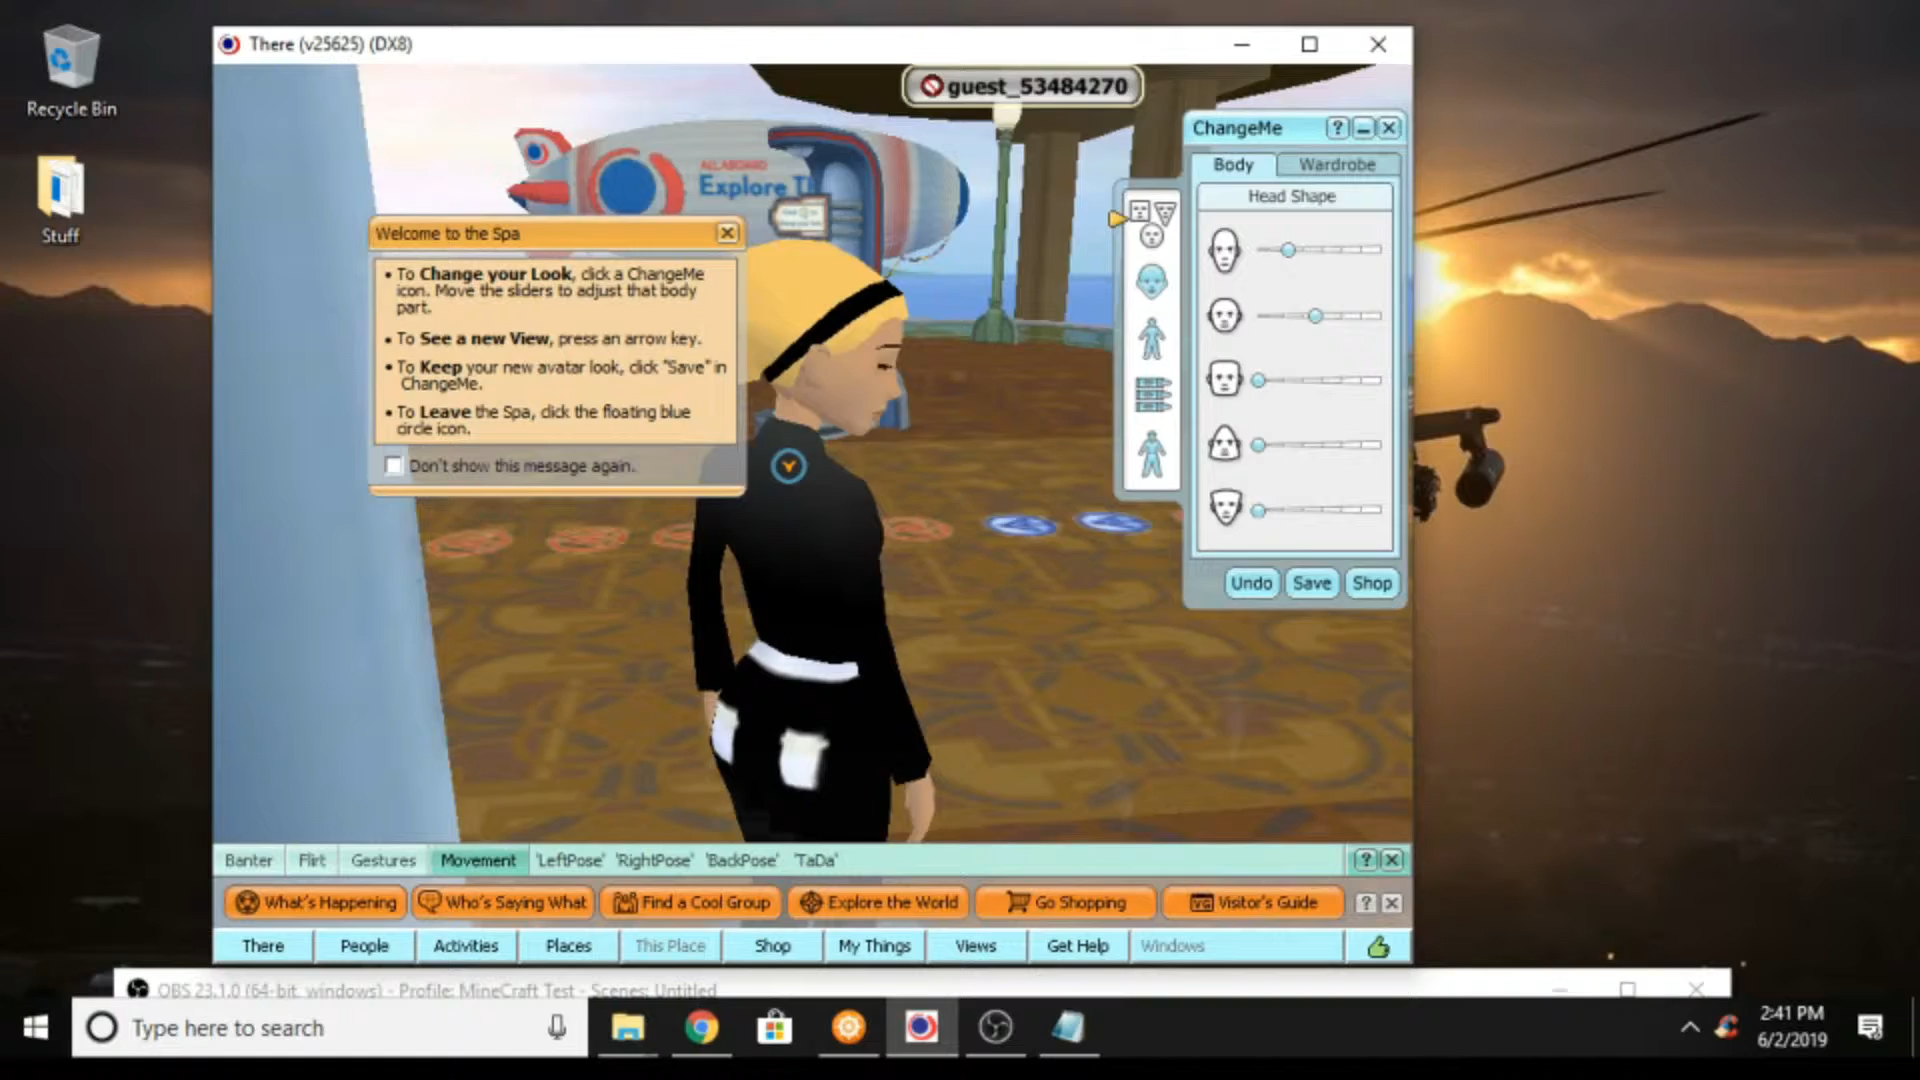 Recycle Bin
Stuff
There (v25625) (DX8)
guest_53484270
ALL ABOARD
Explore T
Welcome to the Spa
• To Change your Look, click a ChangeMe
icon. Move the sliders to adjust that body
part.
• To See a new View, press an arrow key.
• To Keep your new avatar look, click "Save" in
ChangeMe.
• To Leave the Spa, click the floating blue
circle icon.
Don't show this message again.
ChangeMe
?
Body
Wardrobe
Head Shape
Undo
Save
Shop
Banter
Flirt
Gestures
Movement
'LeftPose'
'RightPose'
'BackPose'
'TaDa'
?
What's Happening
Who's Saying What
Find a Cool Group
Explore the World
Go Shopping
VG Visitor's Guide
?
There
People
Activities
Places
This Place
Shop
My Things
Views
Get Help
Windows
OBS 23.1.0 (64-bit, windows) - Profile: MineCraft Test - Scenes: Untitled
Type here to search
2:41 PM
6/2/2019